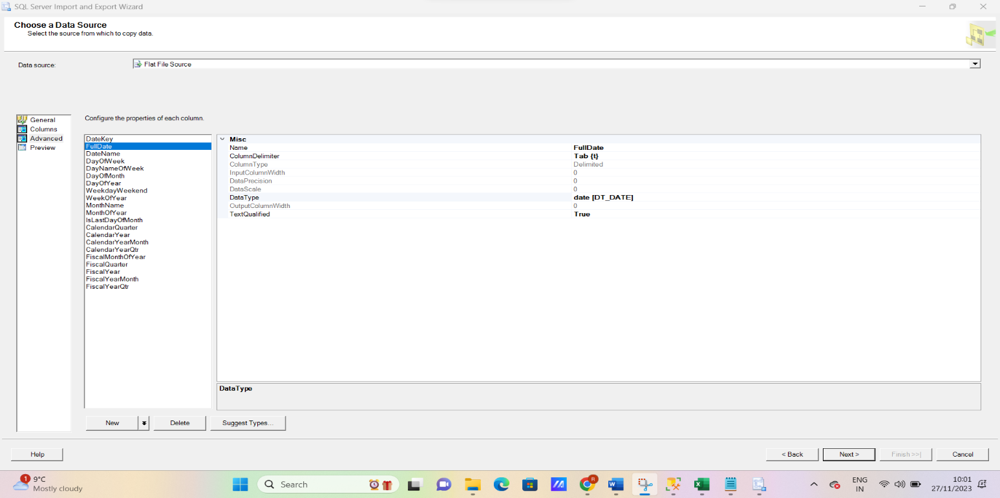 SQL Server Import and Export Wizard
Choose a Data Source
Select the source from which to copy data.
Data source:
Flat File Source
General
Columns
Advanced
Preview
Configure the properties of each column.
DateKey
FullDate
DateName
DayOfWeek
DayNameOfWeek
DayOfMonth
DayOfYear
WeekdayWeekend
WeekOfYear
MonthName
MonthOfYear
IsLastDayOfMonth
CalendarQuarter
CalendarYear
CalendarYearMonth
CalendarYearQtr
FiscalMonthOfYear
FiscalQuarter
FiscalYear
FiscalYearMonth
FiscalYearQtr
Misc
Name FullDate
ColumnDelimiter Tab {t}
ColumnType Delimited
InputColumnWidth 0
DataPrecision 0
DataScale 0
DataType date [DT_DATE]
OutputColumnWidth 0
TextQualified True
DataType
New
Delete
Suggest Types...
Help
< Back
Next >
Finish >>|
Cancel
1
9°C
Mostly cloudy
Search
R
ENG
IN
10:01
27/11/2023